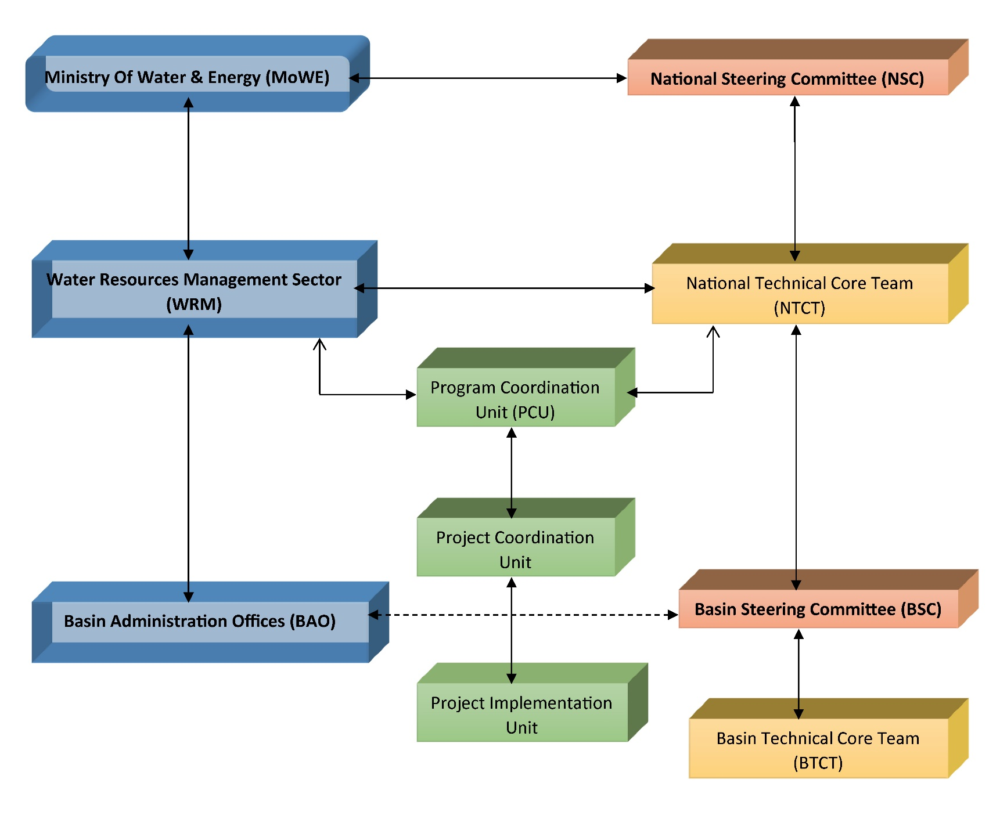 Ministry Of Water & Energy (MoWE)
National Steering Committee (NSC)
Water Resources Management Sector
(WRM)
National Technical Core Team
(NTCT)
Program Coordination
Unit (PCU)
Project Coordination
Unit
Basin Administration Offices (BAO)
Basin Steering Committee (BSC)
Project Implementation
Unit
Basin Technical Core Team
(BTCT)